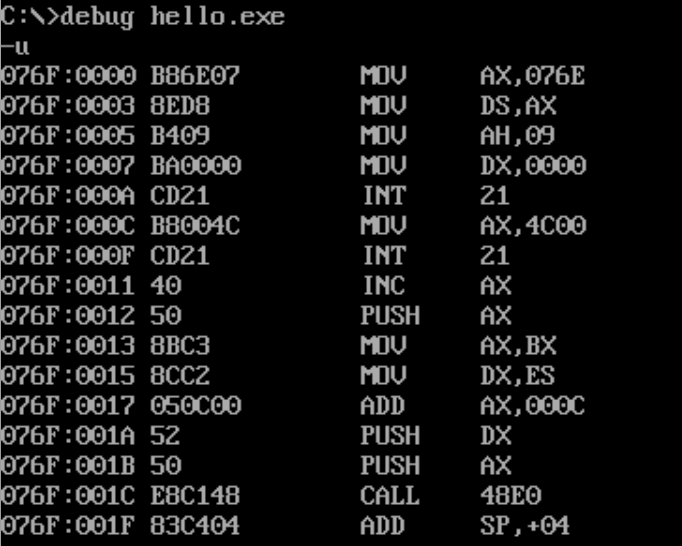 C:\>debug hello.exe
-u
076F:0000 B86E07 MOV AX,076E
076F:0003 8ED8 MOV DS,AX
076F:0005 B409 MOV AH,09
076F:0007 BA0000 MOV DX,0000
076F:000A CD21 INT 21
076F:000C B8004C MOV AX,4C00
076F:000F CD21 INT 21
076F:0011 40 INC AX
076F:0012 50 PUSH AX
076F:0013 8BC3 MOV AX,BX
076F:0015 8CC2 MOV DX,ES
076F:0017 050C00 ADD AX,000C
076F:001A 52 PUSH DX
076F:001B 50 PUSH AX
076F:001C E8C148 CALL 48E0
076F:001F 83C404 ADD SP,+04